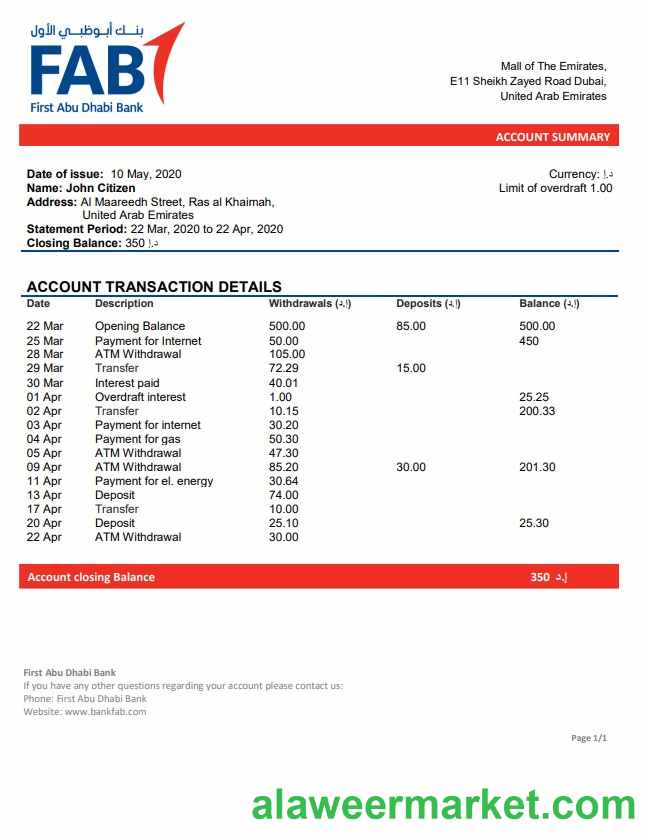 بنك أبوظبي الأول
FAB
First Abu Dhabi Bank
Mall of The Emirates,
E11 Sheikh Zayed Road Dubai,
United Arab Emirates
ACCOUNT SUMMARY
Date of issue: 10 May, 2020
Currency: د.إ
Name: John Citizen
Limit of overdraft 1.00
Address: Al Maareedh Street, Ras al Khaimah,
United Arab Emirates
Statement Period: 22 Mar, 2020 to 22 Apr, 2020
Closing Balance: 350 د.إ
ACCOUNT TRANSACTION DETAILS
Date Description Withdrawals (د.إ) Deposits (د.إ) Balance (د.إ)
22 Mar Opening Balance 500.00 85.00 500.00
25 Mar Payment for Internet 50.00 450
28 Mar ATM Withdrawal 105.00
29 Mar Transfer 72.29 15.00
30 Mar Interest paid 40.01
01 Apr Overdraft interest 1.00 25.25
02 Apr Transfer 10.15 200.33
03 Apr Payment for internet 30.20
04 Apr Payment for gas 50.30
05 Apr ATM Withdrawal 47.30
09 Apr ATM Withdrawal 85.20 30.00 201.30
11 Apr Payment for el. energy 30.64
13 Apr Deposit 74.00
17 Apr Transfer 10.00
20 Apr Deposit 25.10 25.30
22 Apr ATM Withdrawal 30.00
Account closing Balance 350 د.إ
First Abu Dhabi Bank
If you have any other questions regarding your account please contact us:
Phone: First Abu Dhabi Bank
Website: www.bankfab.com
Page 1/1
alaweermarket.com